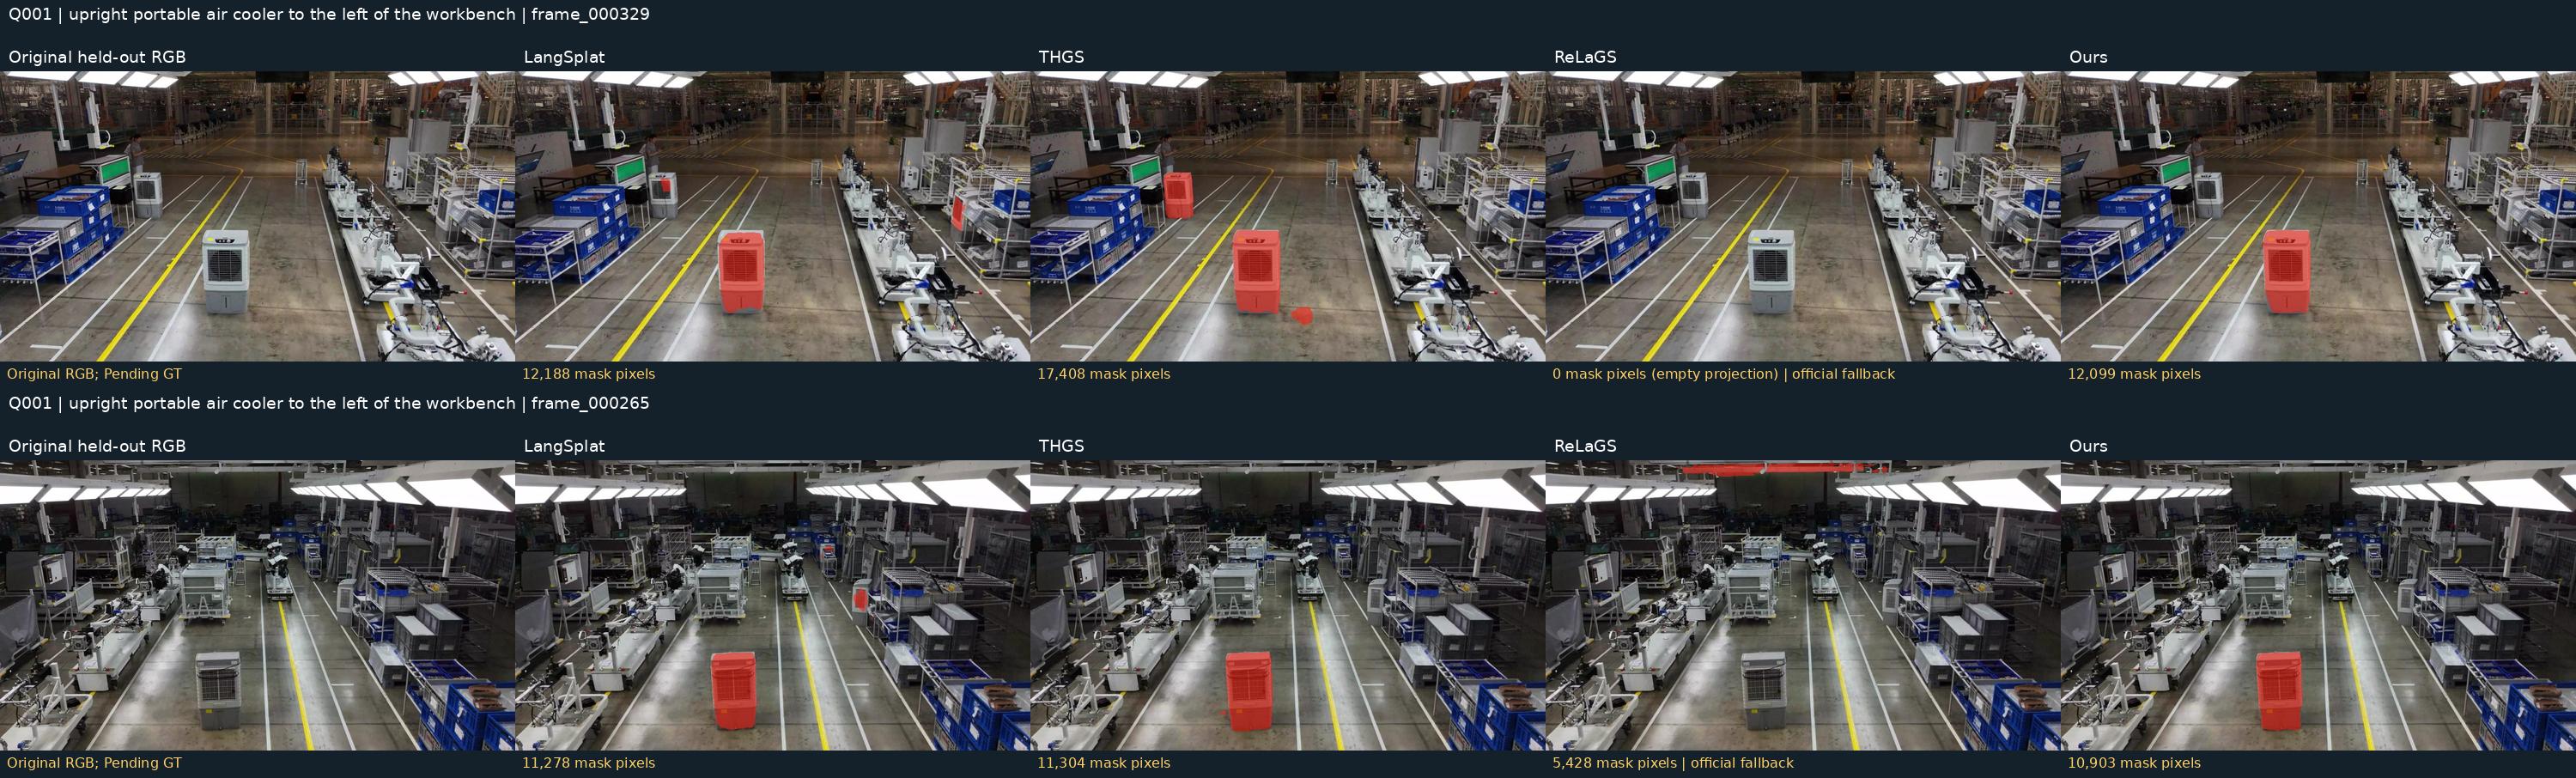 Q001 | upright portable air cooler to the left of the workbench | frame_000329
Original held-out RGB
LangSplat
THGS
ReLaGS
Ours
Original RGB; Pending GT
12,188 mask pixels
17,408 mask pixels
0 mask pixels (empty projection) | official fallback
12,099 mask pixels
Q001 | upright portable air cooler to the left of the workbench | frame_000265
Original held-out RGB
LangSplat
THGS
ReLaGS
Ours
Original RGB; Pending GT
11,278 mask pixels
11,304 mask pixels
5,428 mask pixels | official fallback
10,903 mask pixels